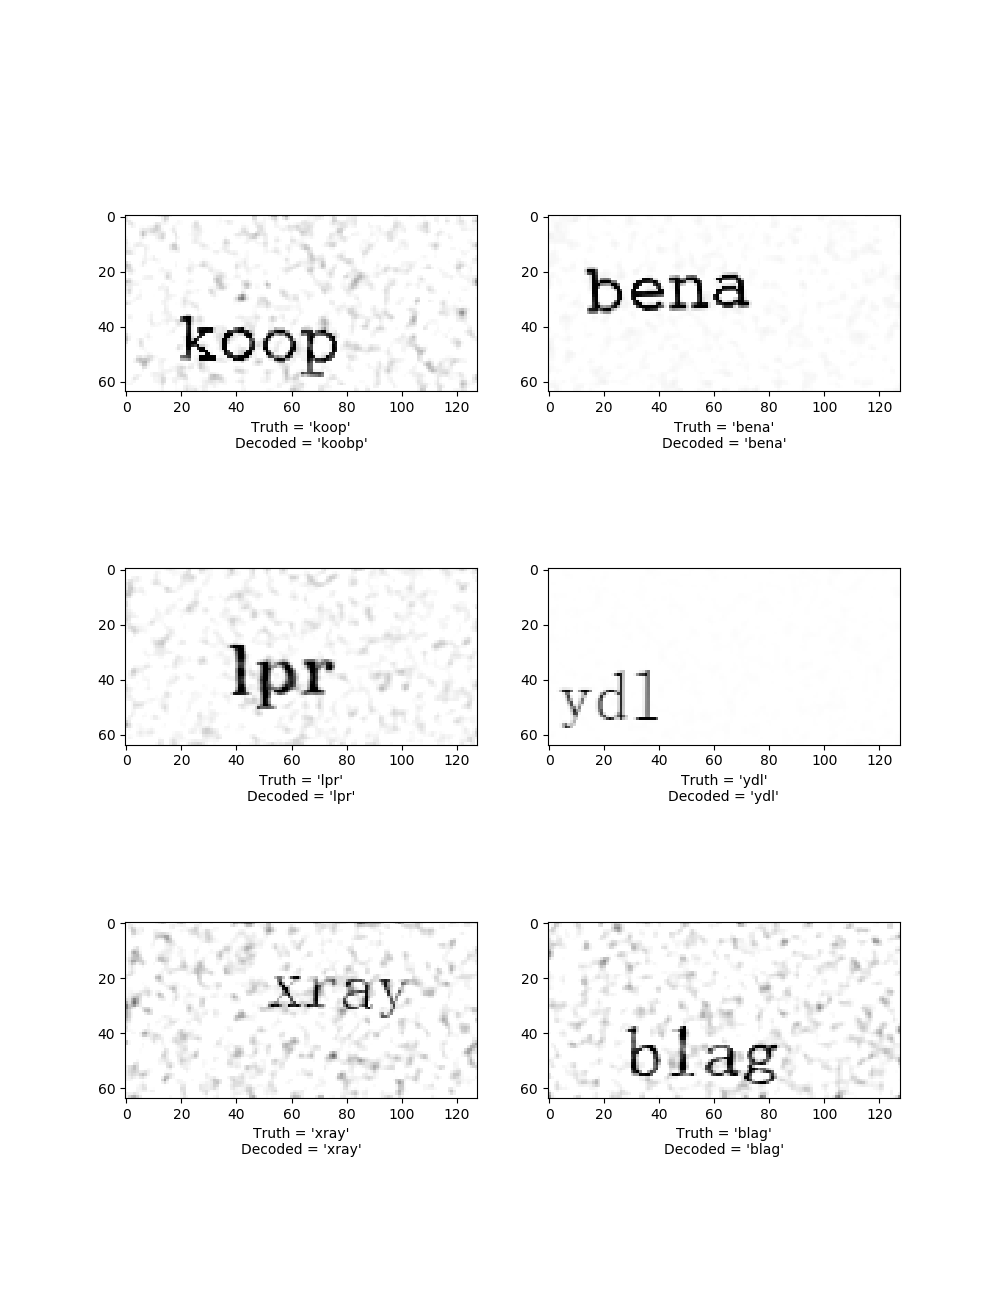 koop
0
20
40
60
0 20 40 60 80 100 120
Truth = 'koop'
Decoded = 'koobp'
bena
0
20
40
60
0 20 40 60 80 100 120
Truth = 'bena'
Decoded = 'bena'
lpr
0
20
40
60
0 20 40 60 80 100 120
Truth = 'lpr'
Decoded = 'lpr'
ydl
0
20
40
60
0 20 40 60 80 100 120
Truth = 'ydl'
Decoded = 'ydl'
xray
0
20
40
60
0 20 40 60 80 100 120
Truth = 'xray'
Decoded = 'xray'
blag
0
20
40
60
0 20 40 60 80 100 120
Truth = 'blag'
Decoded = 'blag'